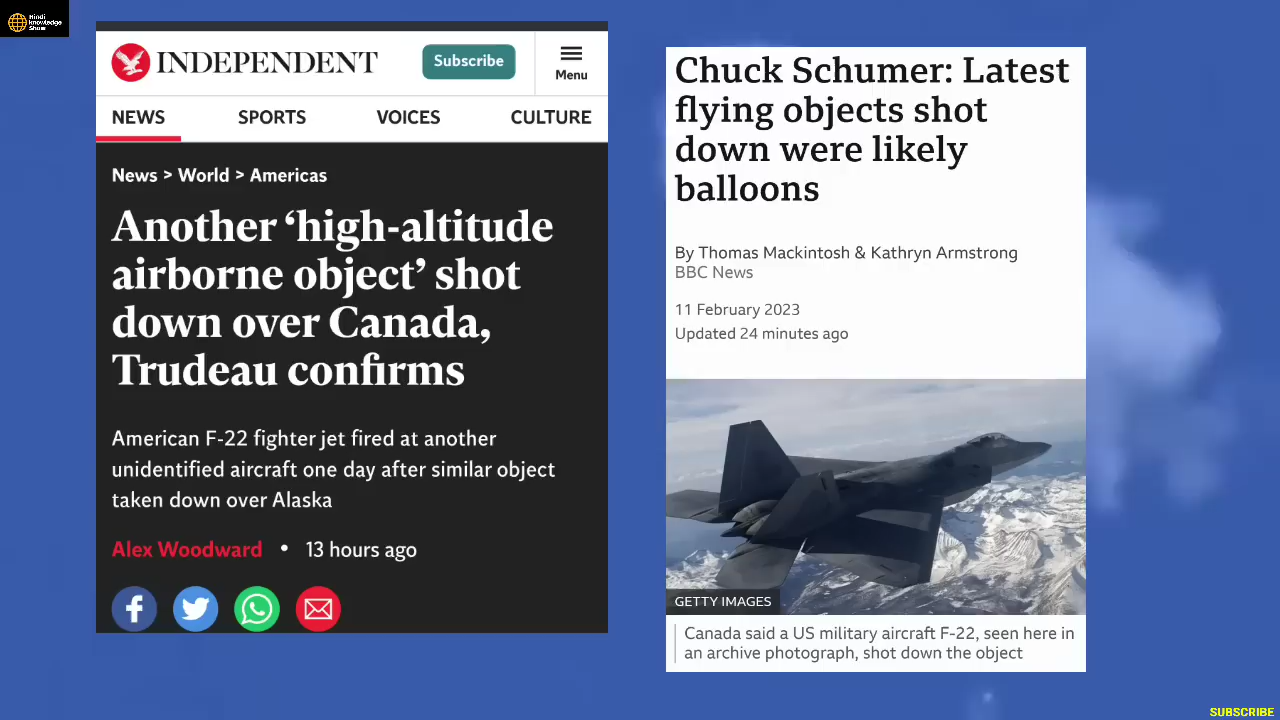 Hindi
knowledge
Show
INDEPENDENT
Subscribe
Menu
NEWS SPORTS VOICES CULTURE
News > World > Americas
Another ‘high-altitude
airborne object’ shot
down over Canada,
Trudeau confirms
American F-22 fighter jet fired at another
unidentified aircraft one day after similar object
taken down over Alaska
Alex Woodward • 13 hours ago
Chuck Schumer: Latest
flying objects shot
down were likely
balloons
By Thomas Mackintosh & Kathryn Armstrong
BBC News
11 February 2023
Updated 24 minutes ago
GETTY IMAGES
Canada said a US military aircraft F-22, seen here in
an archive photograph, shot down the object
SUBSCRIBE